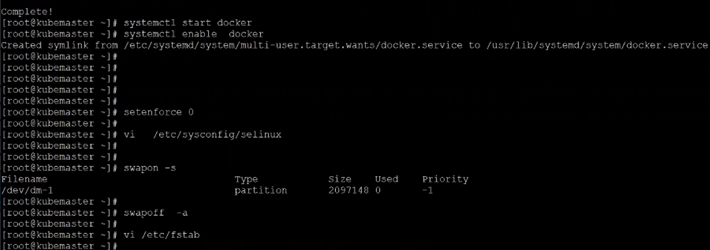 Complete!
[root@kubemaster ~]# systemctl start docker
[root@kubemaster ~]# systemctl enable  docker
Created symlink from /etc/systemd/system/multi-user.target.wants/docker.service to /usr/lib/systemd/system/docker.service
[root@kubemaster ~]#
[root@kubemaster ~]#
[root@kubemaster ~]#
[root@kubemaster ~]#
[root@kubemaster ~]# setenforce 0
[root@kubemaster ~]#
[root@kubemaster ~]# vi   /etc/sysconfig/selinux
[root@kubemaster ~]#
[root@kubemaster ~]#
[root@kubemaster ~]# swapon -s
Filename Type Size Used Priority
/dev/dm-1 partition 2097148 0 -1
[root@kubemaster ~]#
[root@kubemaster ~]# swapoff  -a
[root@kubemaster ~]#
[root@kubemaster ~]# vi /etc/fstab
[root@kubemaster ~]#